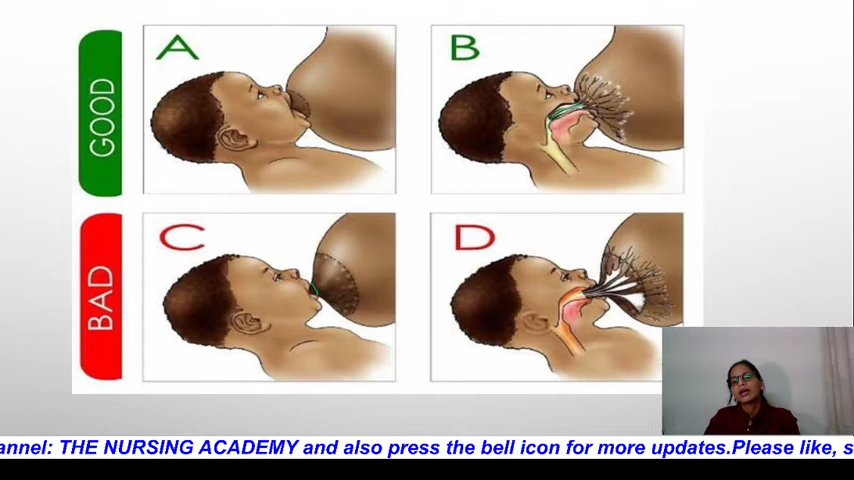 GOOD
A
B
BAD
C
D
annel: THE NURSING ACADEMY and also press the bell icon for more updates.Please like, s